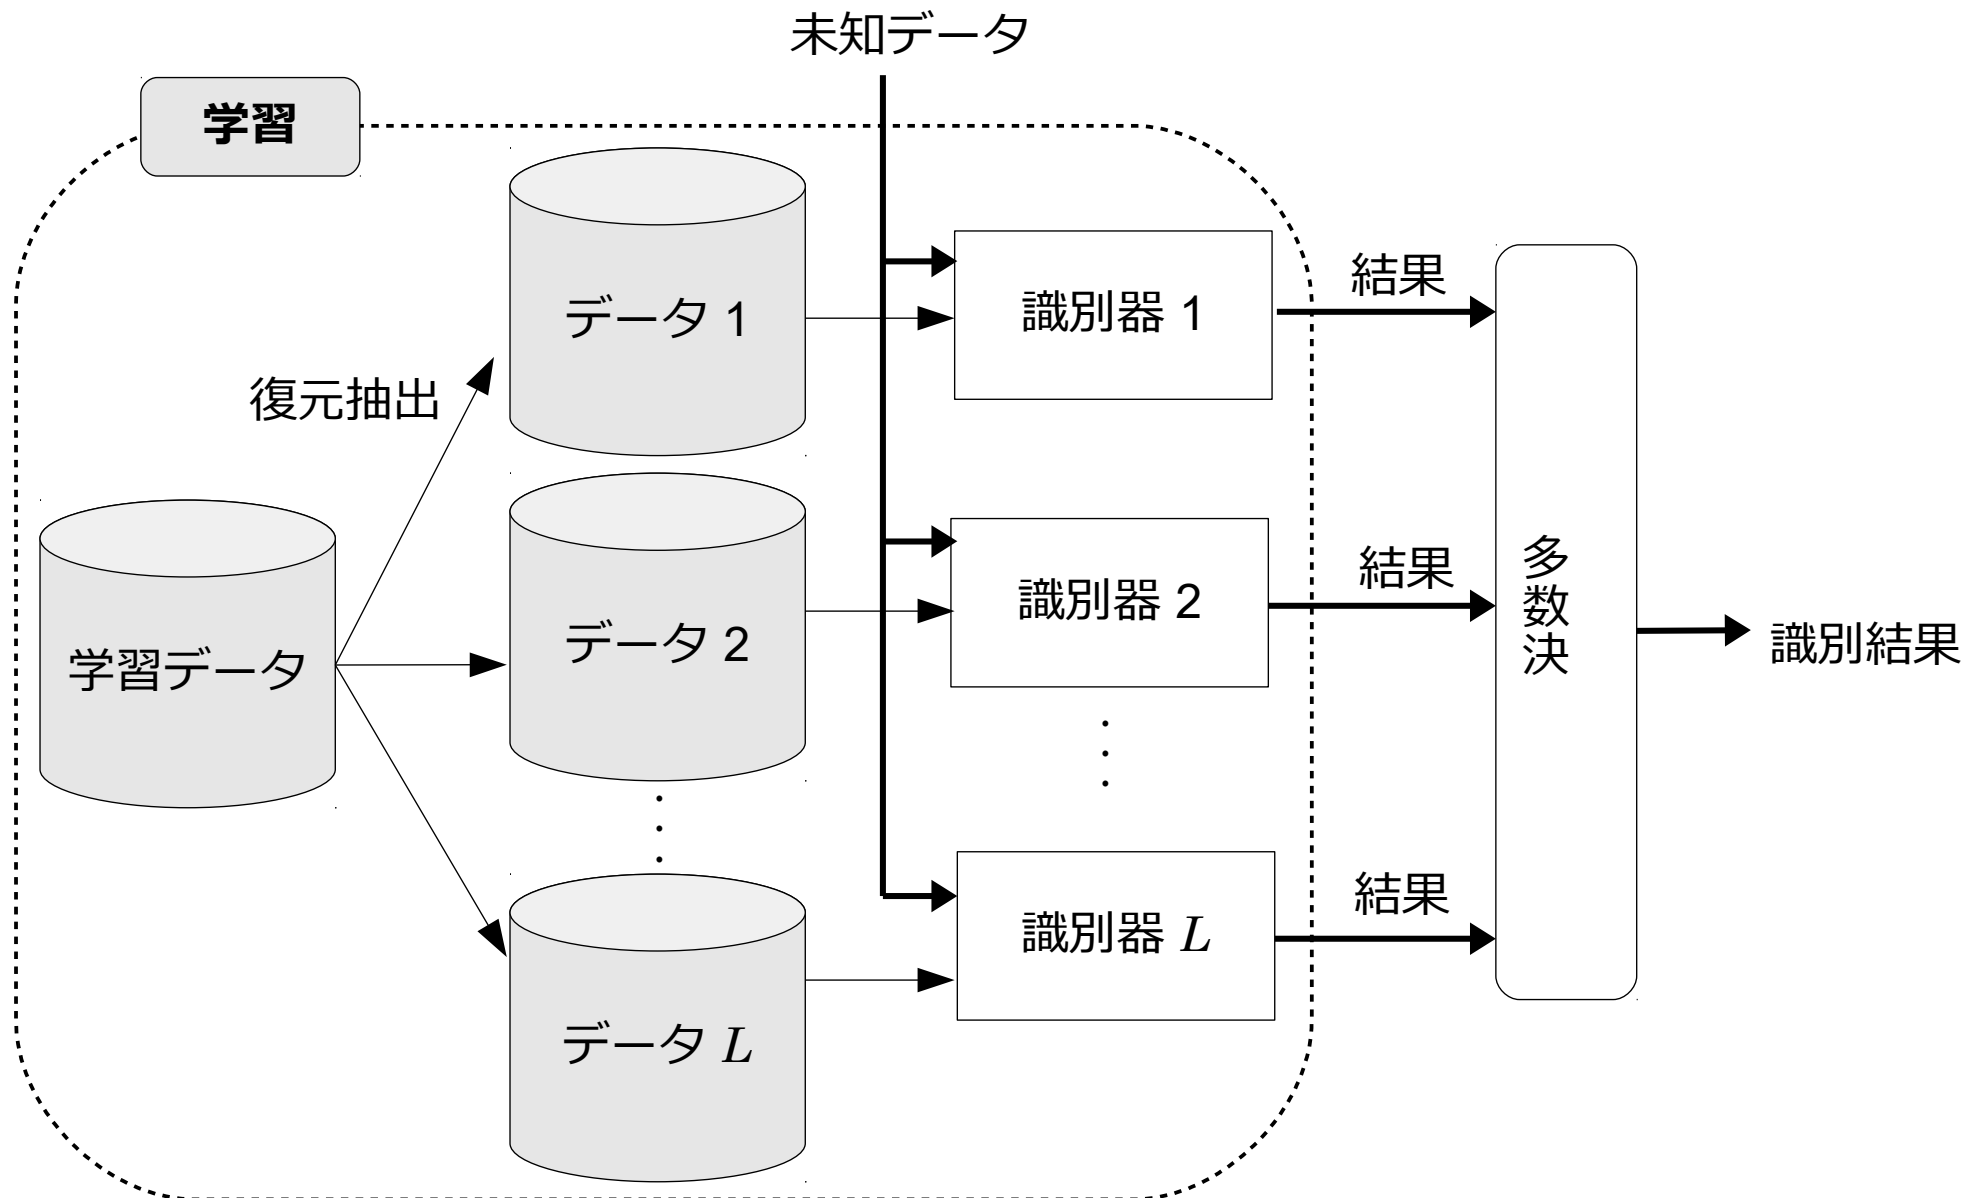 未知データ
学習
データ 1
識別器 1
結果
復元抽出
学習データ
データ 2
識別器 2
結果
多数決
識別結果
データ L
識別器 L
結果